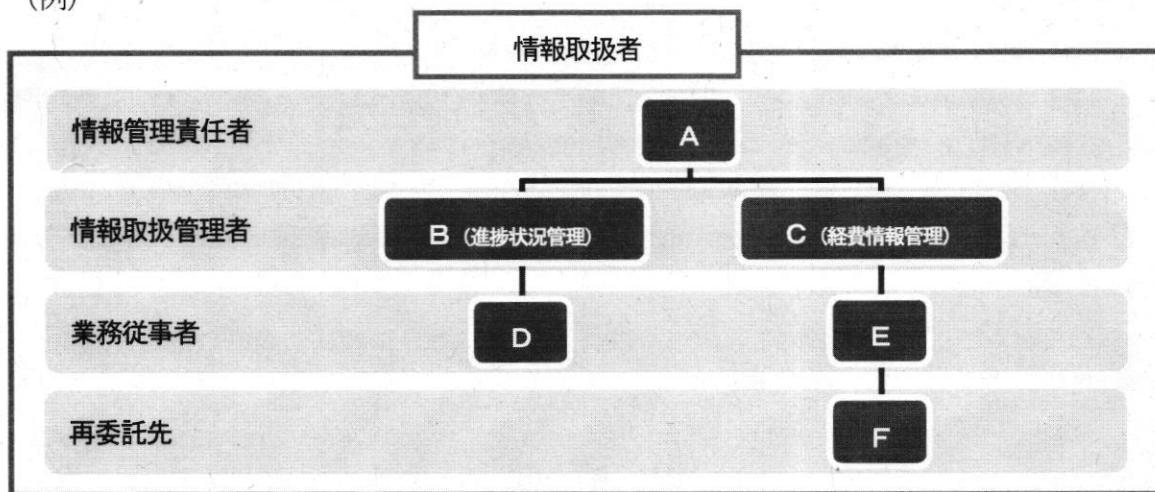 （例）
情報取扱者
情報管理責任者
A
情報取扱管理者
B（進捗状況管理）
C（経費情報管理）
業務従事者
D
E
再委託先
F